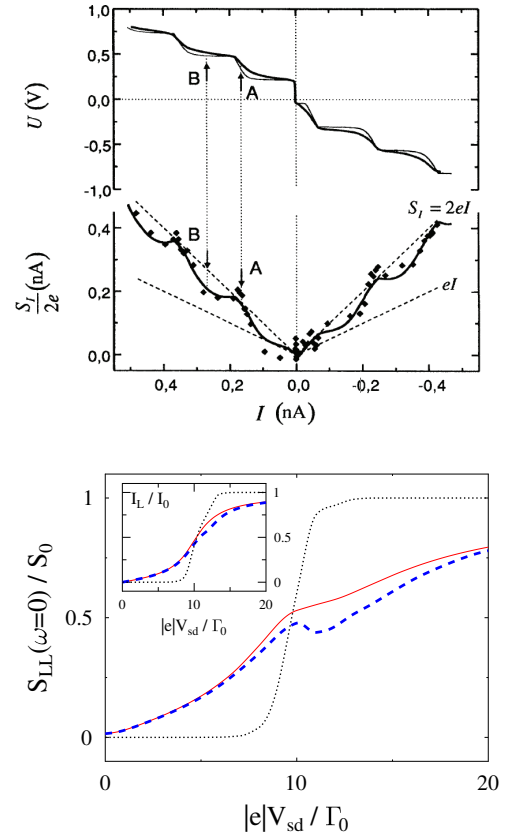 1,0
0,5
0,0
-0,5
-1,0
U (V)
B
A
S_I = 2eI
B
A
eI
0,4
0,2
0,0
S_I/2e (nA)
0,4 0,2 0,0 -0,2 -0,4
I (nA)
I_L / I_0
1
0.5
0
0 10 20
|e|V_sd / Γ_0
1
0.5
0
S_LL(ω=0) / S_0
0 10 20
|e|V_sd / Γ_0